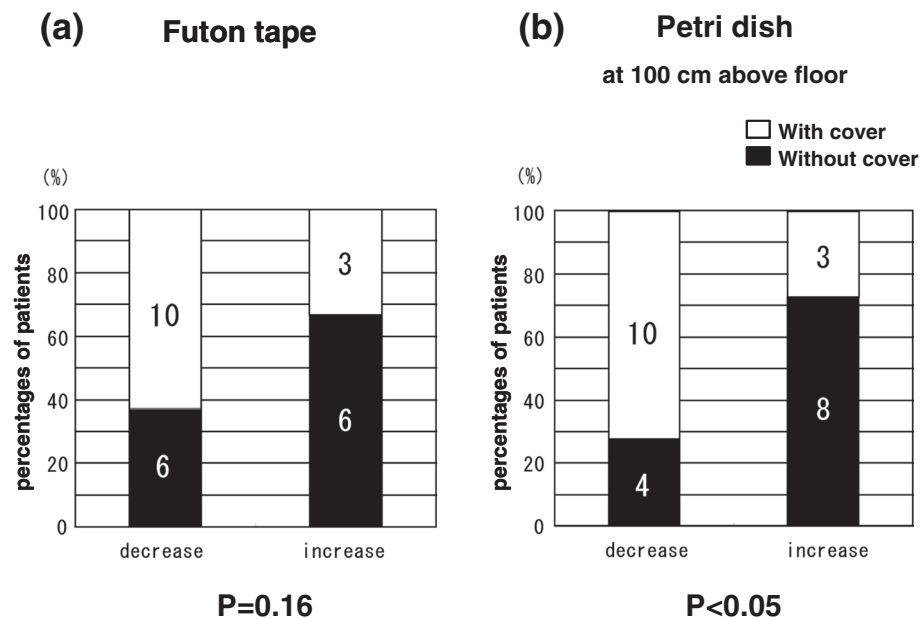 (a) Futon tape
(%)
percentages of patients
100
80
60
40
20
0
10
6
3
6
decrease increase
P=0.16
(b) Petri dish
at 100 cm above floor
With cover
Without cover
(%)
percentages of patients
100
80
60
40
20
0
10
4
3
8
decrease increase
P<0.05